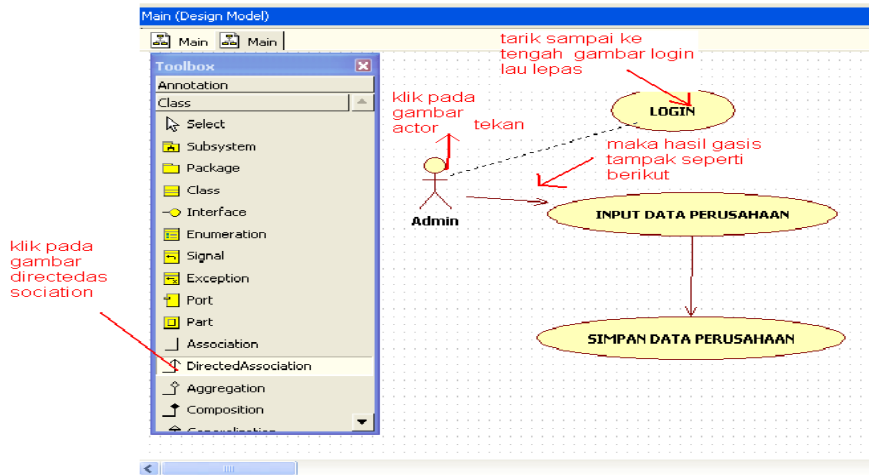 Main (Design Model)
Main Main
Toolbox
Annotation
Class
Select
Subsystem
Package
Class
Interface
Enumeration
Signal
Exception
Port
Part
Association
DirectedAssociation
Aggregation
Composition
Generalization
klik pada
gambar
directedas
sociation
klik pada
gambar
actor
tekan
tarik sampai ke
tengah gambar login
lau lepas
LOGIN
maka hasil gasis
tampak seperti
berikut
Admin
INPUT DATA PERUSAHAAN
SIMPAN DATA PERUSAHAAN